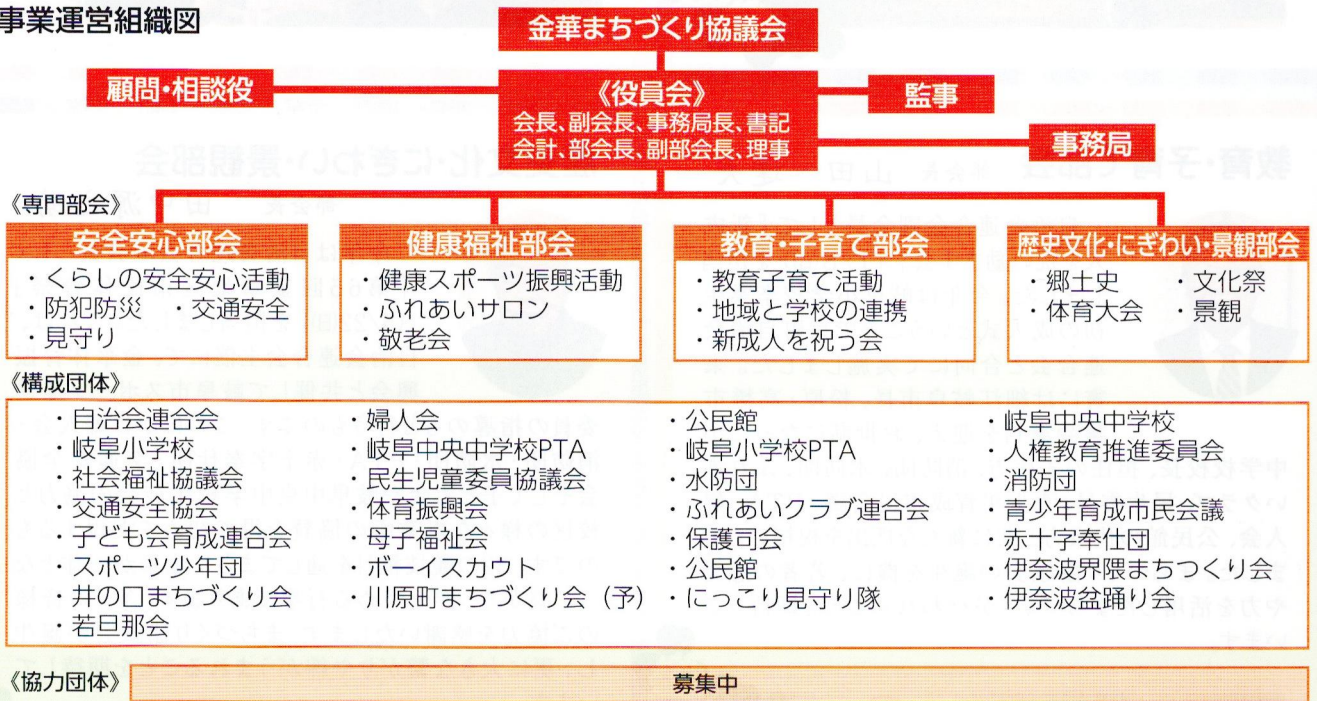 事業運営組織図
金華まちづくり協議会
顧問・相談役
《役員会》
会長、副会長、事務局長、書記
会計、部会長、副部会長、理事
監事
事務局
《専門部会》
安全安心部会
・くらしの安全安心活動
・防犯防災 ・交通安全
・見守り
健康福祉部会
・健康スポーツ振興活動
・ふれあいサロン
・敬老会
教育・子育て部会
・教育子育て活動
・地域と学校の連携
・新成人を祝う会
歴史文化・にぎわい・景観部会
・郷土史 ・文化祭
・体育大会 ・景観
《構成団体》
・自治会連合会 ・婦人会 ・公民館 ・岐阜中央中学校
・岐阜小学校 ・岐阜中央中学校PTA ・岐阜小学校PTA ・人権教育推進委員会
・社会福祉協議会 ・民生児童委員協議会 ・水防団 ・消防団
・交通安全協会 ・体育振興会 ・ふれあいクラブ連合会 ・青少年育成市民会議
・子ども会育成連合会 ・母子福祉会 ・保護司会 ・赤十字奉仕団
・スポーツ少年団 ・ボーイスカウト ・公民館 ・伊奈波界隈まちつくり会
・井の口まちづくり会 ・川原町まちづくり会（予） ・にっこり見守り隊 ・伊奈波盆踊り会
・若旦那会
《協力団体》
募集中